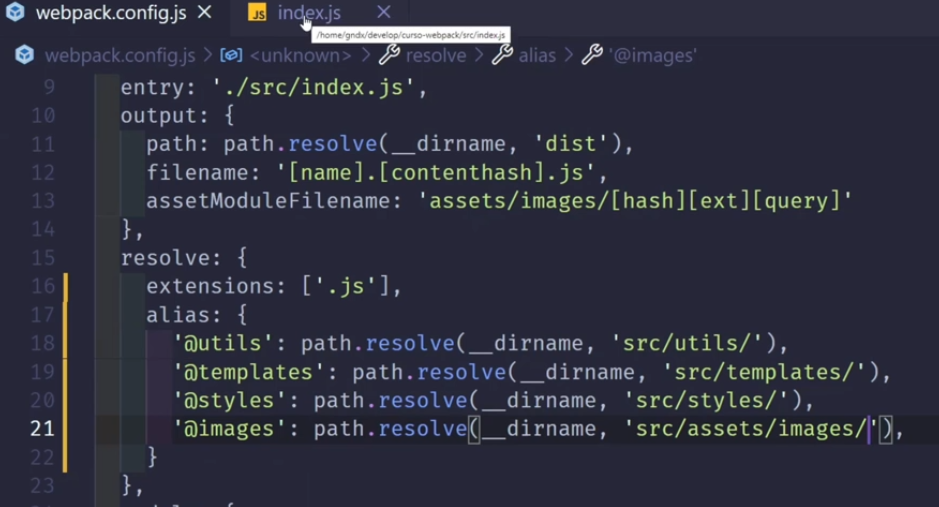 webpack.config.js × JS index.js ×
/home/gndx/develop/curso-webpack/src/index.js
webpack.config.js > <unknown> > resolve > alias > '@images'
9 entry: './src/index.js',
10 output: {
11 path: path.resolve(__dirname, 'dist'),
12 filename: '[name].[contenthash].js',
13 assetModuleFilename: 'assets/images/[hash][ext][query]'
14 },
15 resolve: {
16 extensions: ['.js'],
17 alias: {
18 '@utils': path.resolve(__dirname, 'src/utils/'),
19 '@templates': path.resolve(__dirname, 'src/templates/'),
20 '@styles': path.resolve(__dirname, 'src/styles/'),
21 '@images': path.resolve(__dirname, 'src/assets/images/'),
22 }
23 },